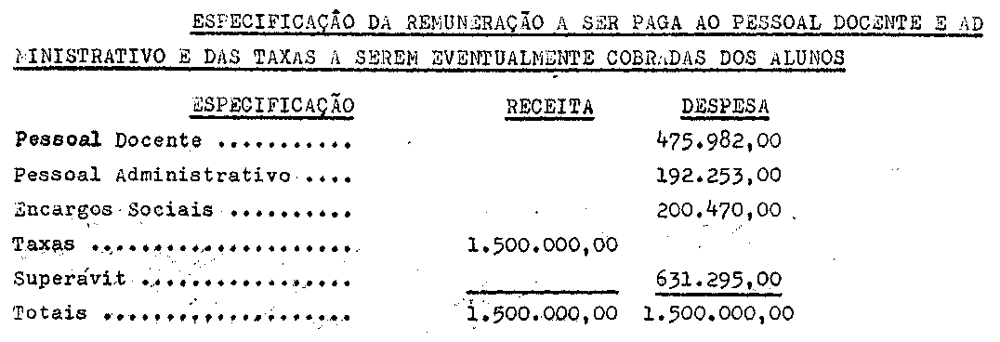 ESPECIFICAÇÃO DA REMUNERAÇÃO A SER PAGA AO PESSOAL DOCENTE E AD
MINISTRATIVO E DAS TAXAS A SEREM EVENTUALMENTE COBRADAS DOS ALUNOS
ESPECIFICAÇÃO RECEITA DESPESA
Pessoal Docente ........... 475.982,00
Pessoal Administrativo .... 192.253,00
Encargos Sociais .......... 200.470,00
Taxas ..................... 1.500.000,00
Superávit ................. 631.295,00
Totais .................... 1.500.000,00 1.500.000,00